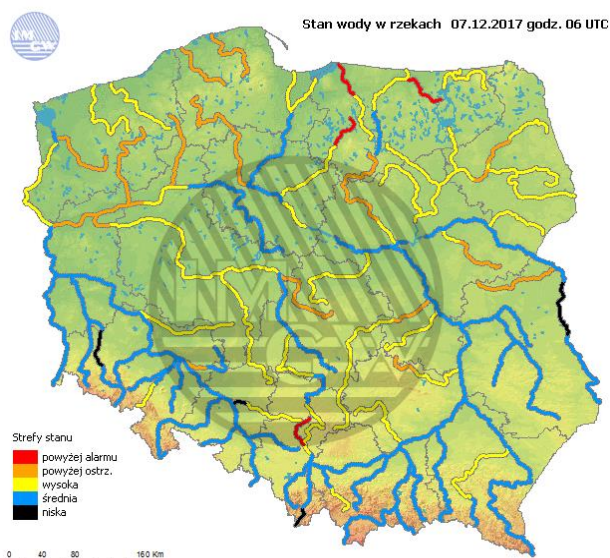 Stan wody w rzekach 07.12.2017 godz. 06 UTC
Strefy stanu
powyżej alarmu
powyżej ostrz.
wysoka
średnia
niska
0 40 80 160 Km